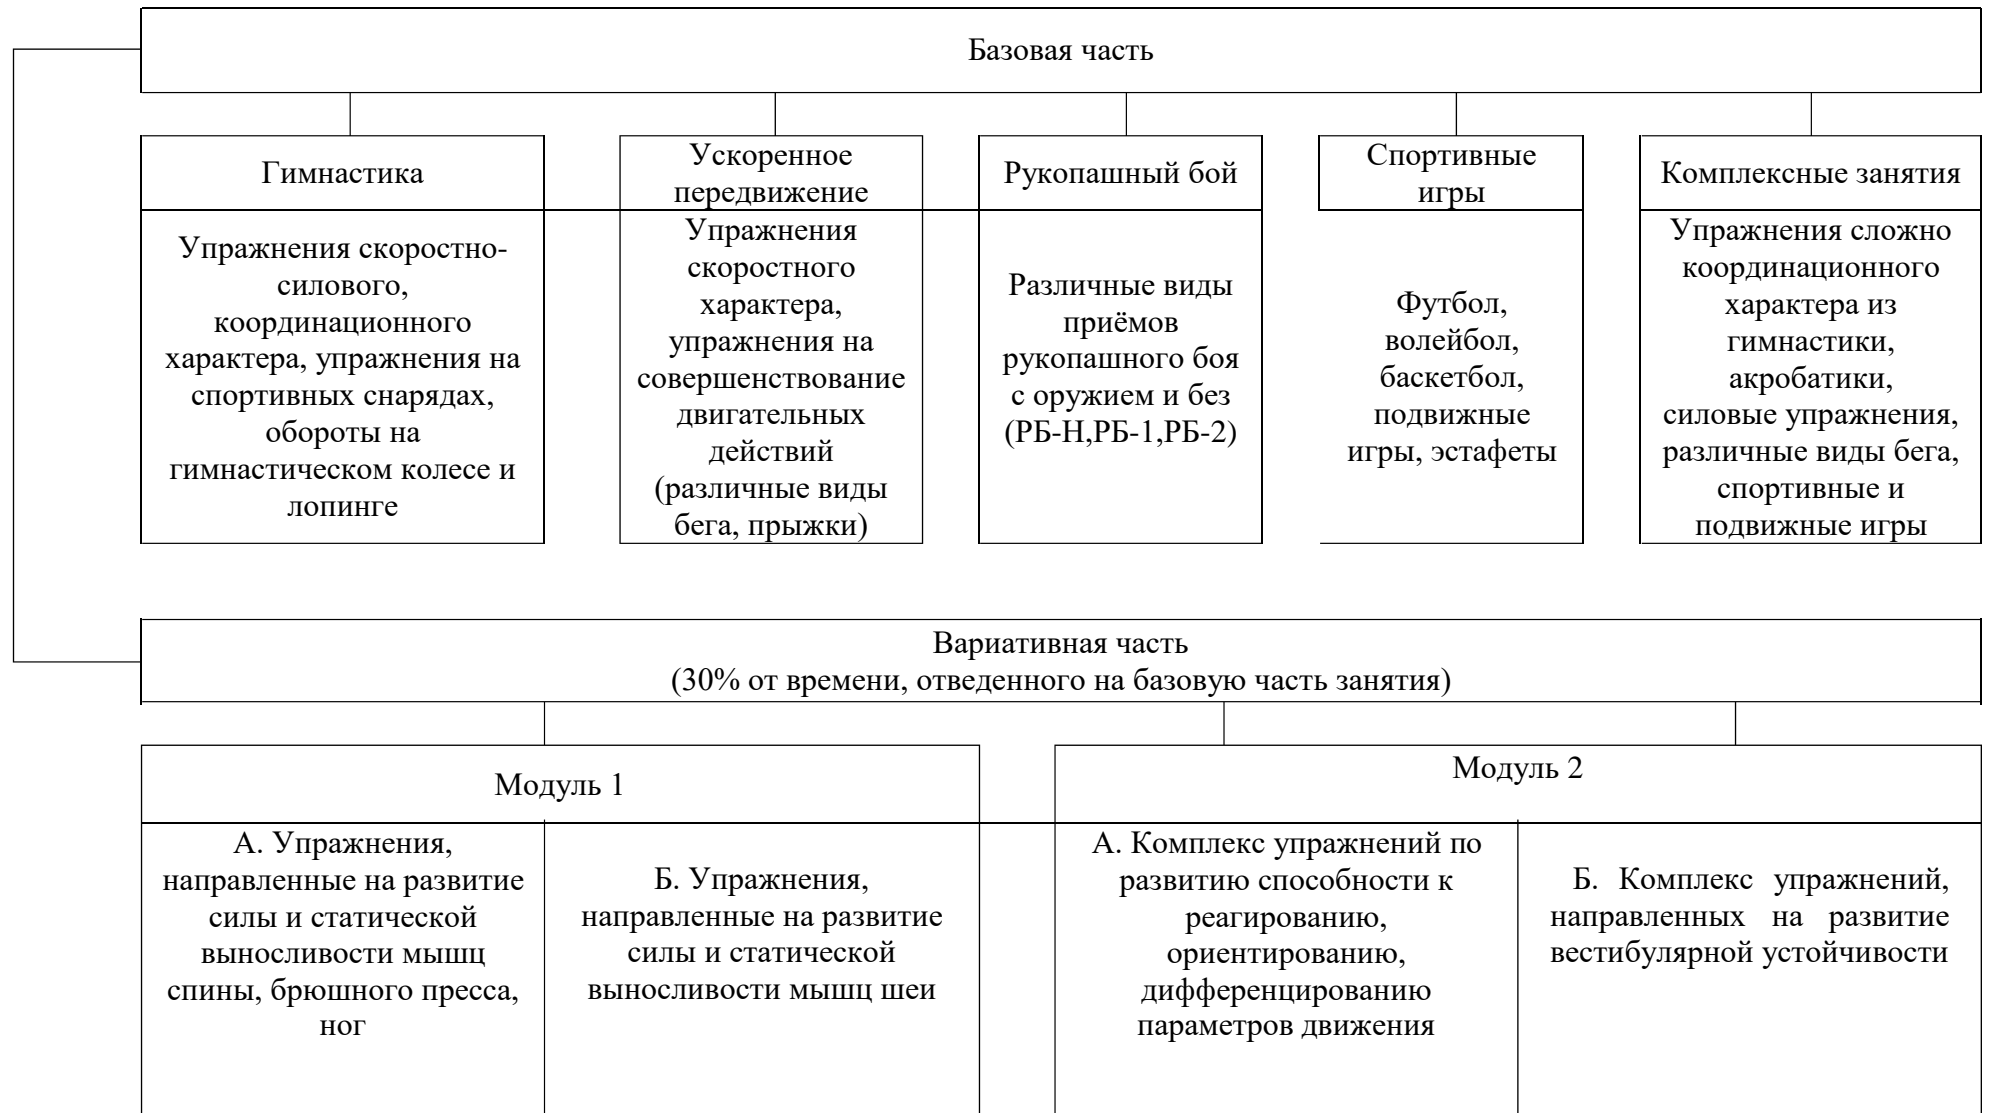 Базовая часть
Гимнастика
Ускоренное
передвижение
Рукопашный бой
Спортивные
игры
Комплексные занятия
Упражнения скоростно-
силового,
координационного
характера, упражнения на
спортивных снарядах,
обороты на
гимнастическом колесе и
лопинге
Упражнения
скоростного
характера,
упражнения на
совершенствование
двигательных
действий
(различные виды
бега, прыжки)
Различные виды
приёмов
рукопашного боя
с оружием и без
(РБ-Н,РБ-1,РБ-2)
Футбол,
волейбол,
баскетбол,
подвижные
игры, эстафеты
Упражнения сложно
координационного
характера из
гимнастики,
акробатики,
силовые упражнения,
различные виды бега,
спортивные и
подвижные игры
Вариативная часть
(30% от времени, отведенного на базовую часть занятия)
Модуль 1
Модуль 2
А. Упражнения,
направленные на развитие
силы и статической
выносливости мышц
спины, брюшного пресса,
ног
Б. Упражнения,
направленные на развитие
силы и статической
выносливости мышц шеи
А. Комплекс упражнений по
развитию способности к
реагированию,
ориентированию,
дифференцированию
параметров движения
Б. Комплекс упражнений,
направленных на развитие
вестибулярной устойчивости